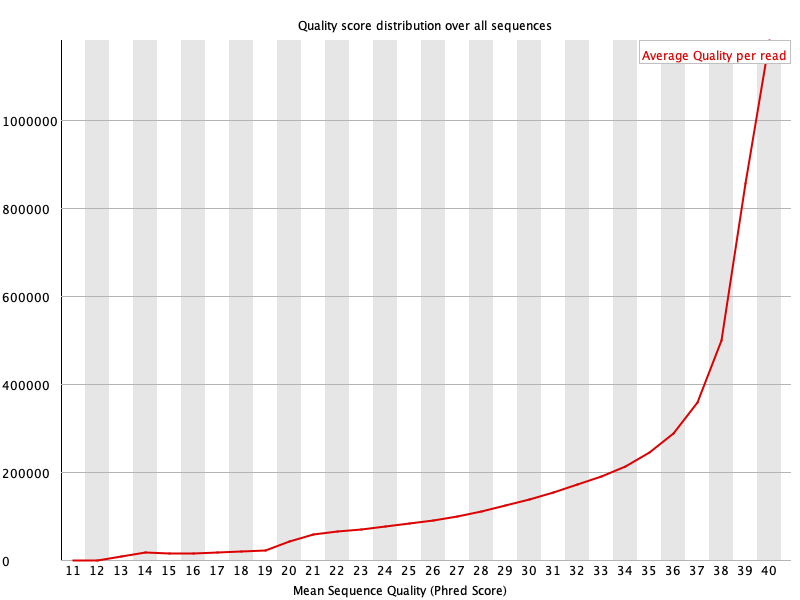 Quality score distribution over all sequences
Average Quality per read
1000000
800000
600000
400000
200000
0
11 12 13 14 15 16 17 18 19 20 21 22 23 24 25 26 27 28 29 30 31 32 33 34 35 36 37 38 39 40
Mean Sequence Quality (Phred Score)